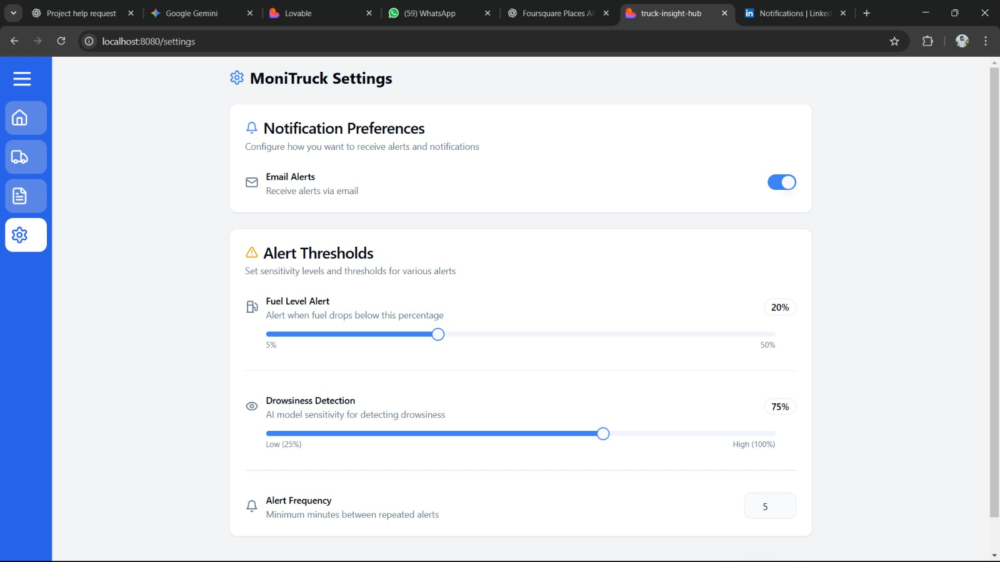 Project help request
Google Gemini
Lovable
(59) WhatsApp
Foursquare Places AP
truck-insight-hub
Notifications | Linked
localhost:8080/settings
MoniTruck Settings
Notification Preferences
Configure how you want to receive alerts and notifications
Email Alerts
Receive alerts via email
Alert Thresholds
Set sensitivity levels and thresholds for various alerts
Fuel Level Alert
20%
Alert when fuel drops below this percentage
5%
50%
Drowsiness Detection
75%
AI model sensitivity for detecting drowsiness
Low (25%)
High (100%)
Alert Frequency
5
Minimum minutes between repeated alerts